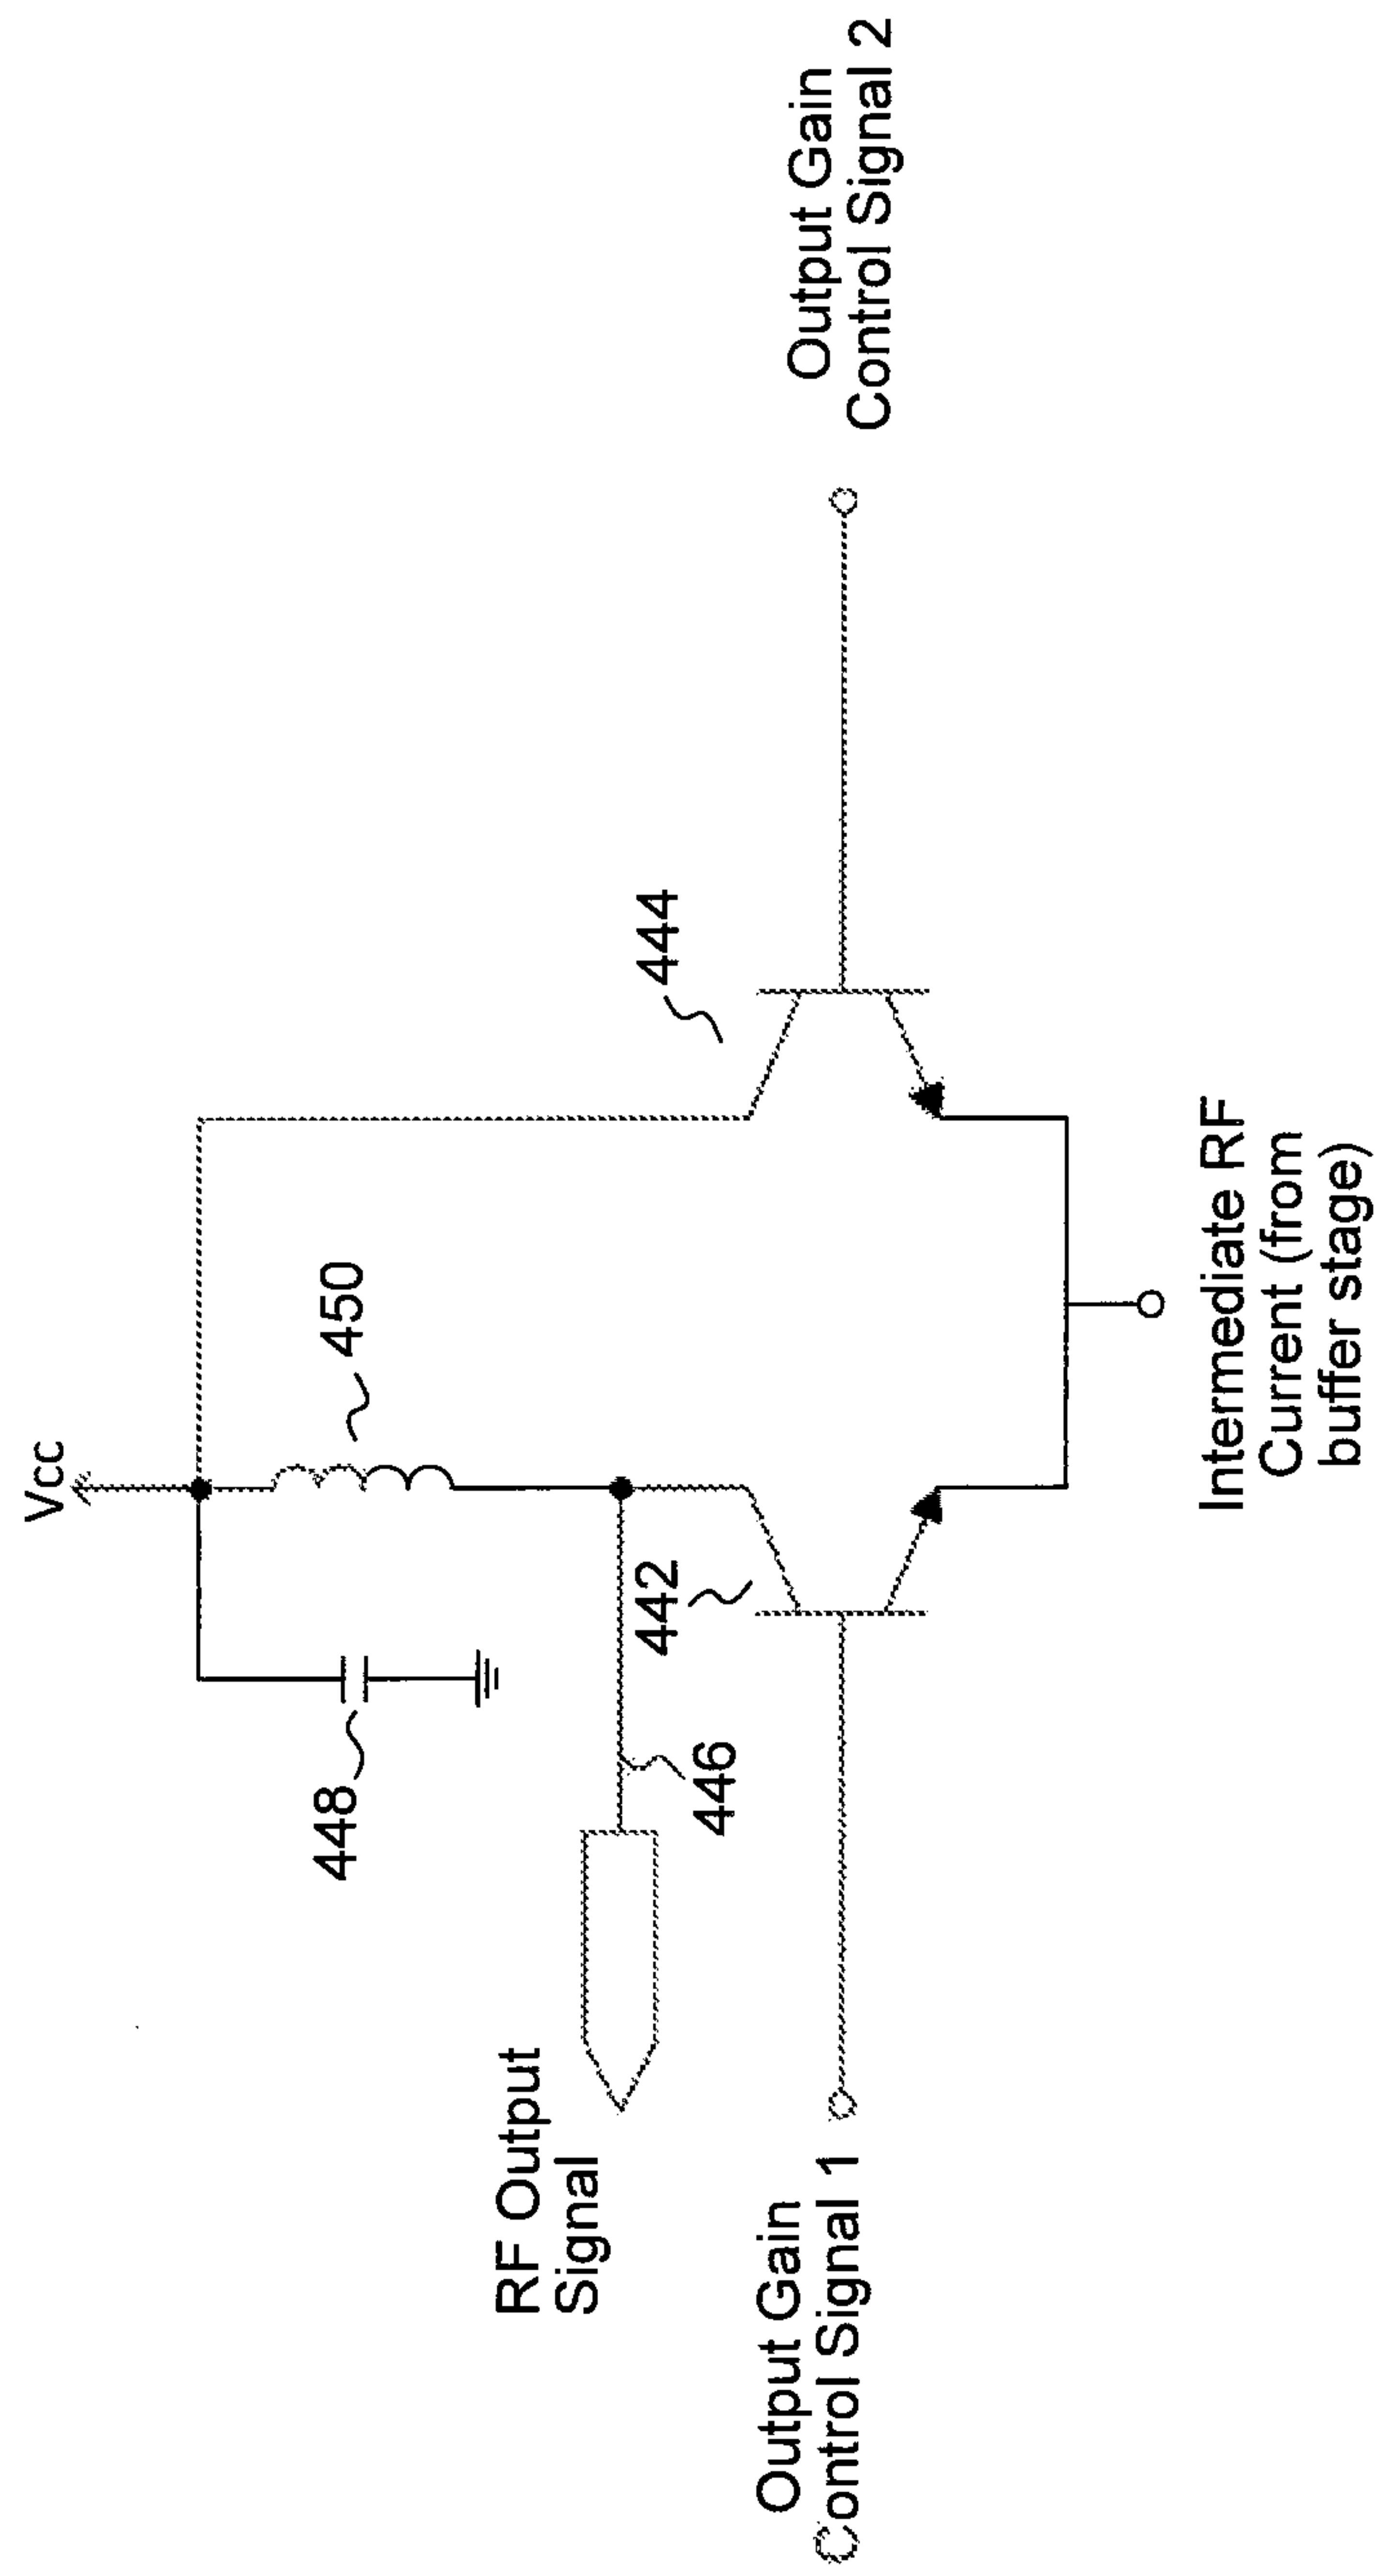 Vcc
448
450
RF Output
Signal
446
442
444
Output Gain
Control Signal 1
Output Gain
Control Signal 2
Intermediate RF
Current (from
buffer stage)